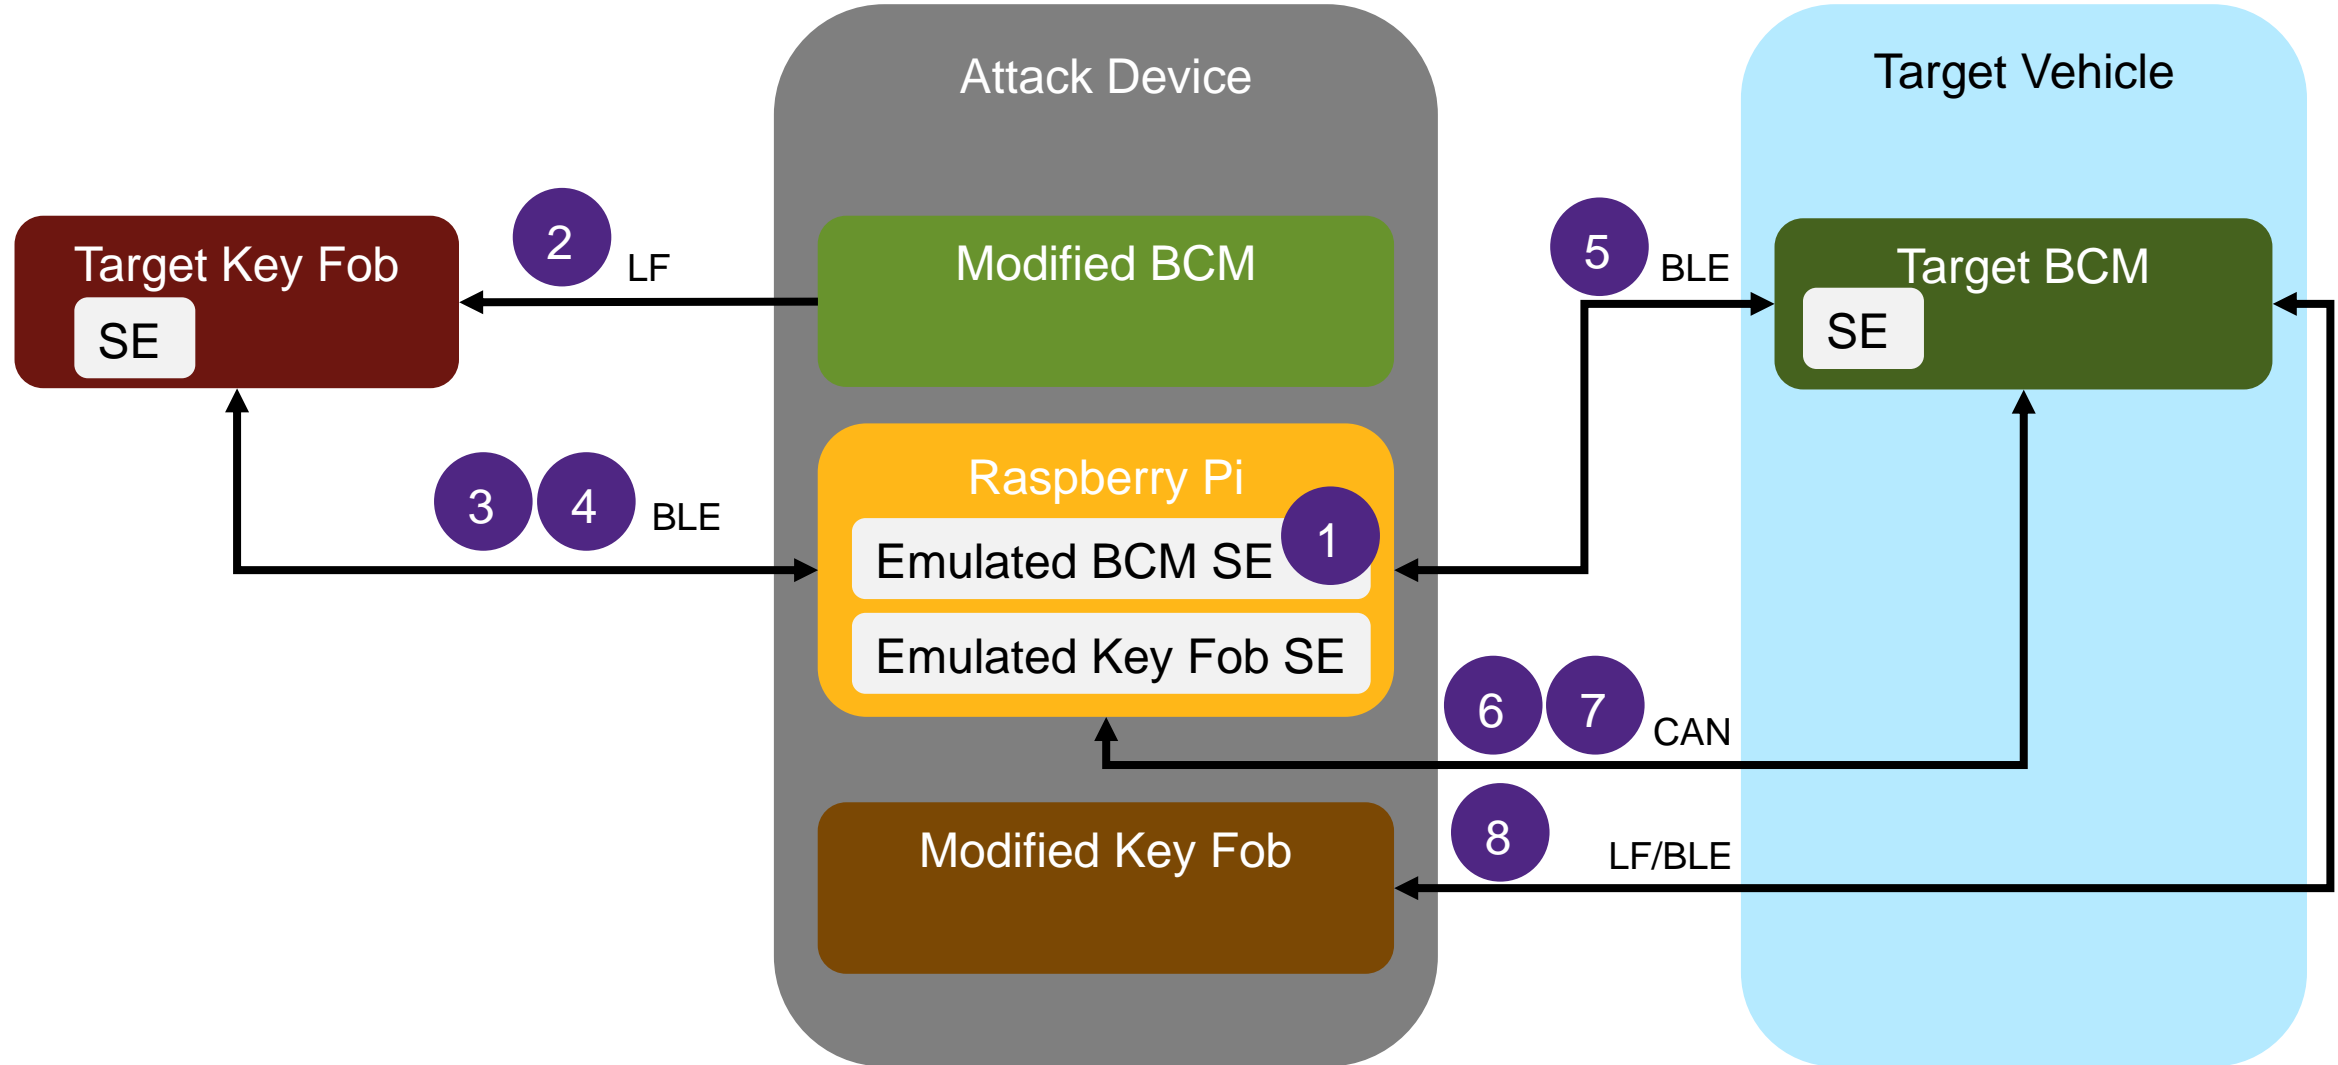 Attack Device
Target Vehicle
2
LF
Target Key Fob
SE
Modified BCM
5
BLE
Target BCM
SE
3
4
BLE
Raspberry Pi
Emulated BCM SE
1
Emulated Key Fob SE
6
7
CAN
Modified Key Fob
8
LF/BLE